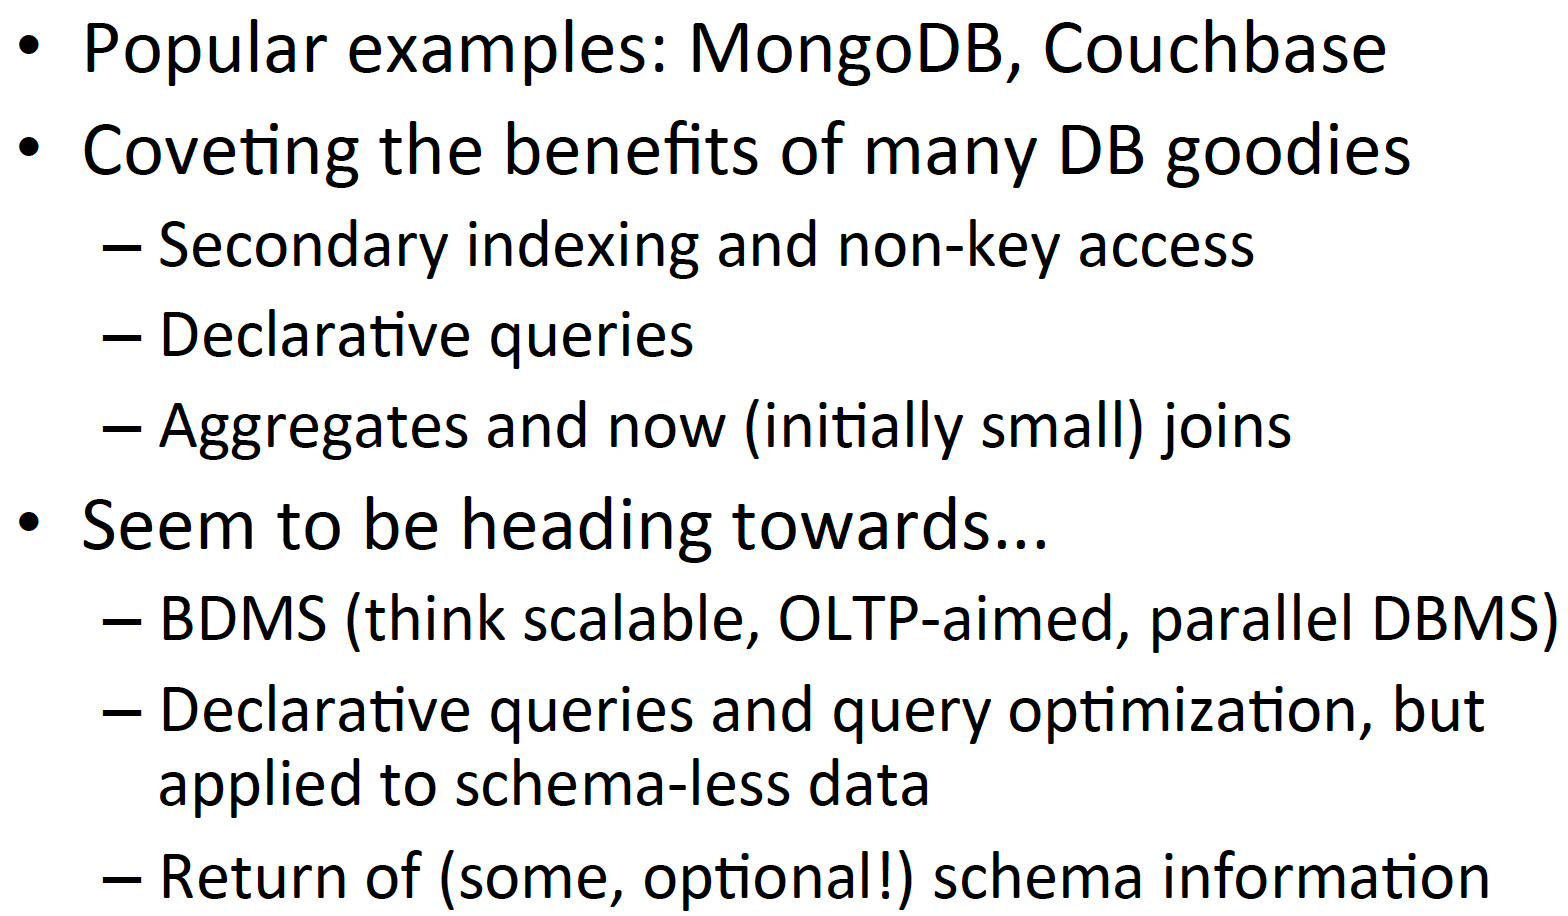 • Popular examples: MongoDB, Couchbase
• Coveting the benefits of many DB goodies
– Secondary indexing and non-key access
– Declarative queries
– Aggregates and now (initially small) joins
• Seem to be heading towards...
– BDMS (think scalable, OLTP-aimed, parallel DBMS)
– Declarative queries and query optimization, but
applied to schema-less data
– Return of (some, optional!) schema information